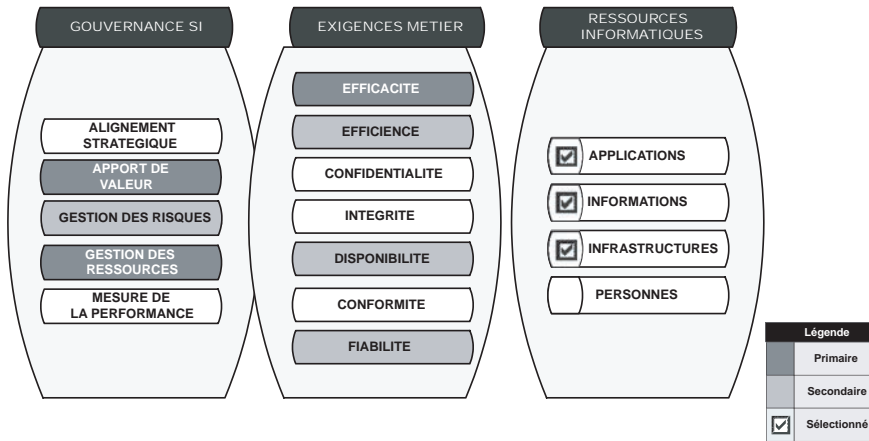 GOUVERNANCE SI
ALIGNEMENT
STRATEGIQUE
APPORT DE
VALEUR
GESTION DES RISQUES
GESTION DES
RESSOURCES
MESURE DE
LA PERFORMANCE
EXIGENCES METIER
EFFICACITE
EFFICIENCE
CONFIDENTIALITE
INTEGRITE
DISPONIBILITE
CONFORMITE
FIABILITE
RESSOURCES
INFORMATIQUES
APPLICATIONS
INFORMATIONS
INFRASTRUCTURES
PERSONNES
Légende
Primaire
Secondaire
Sélectionné